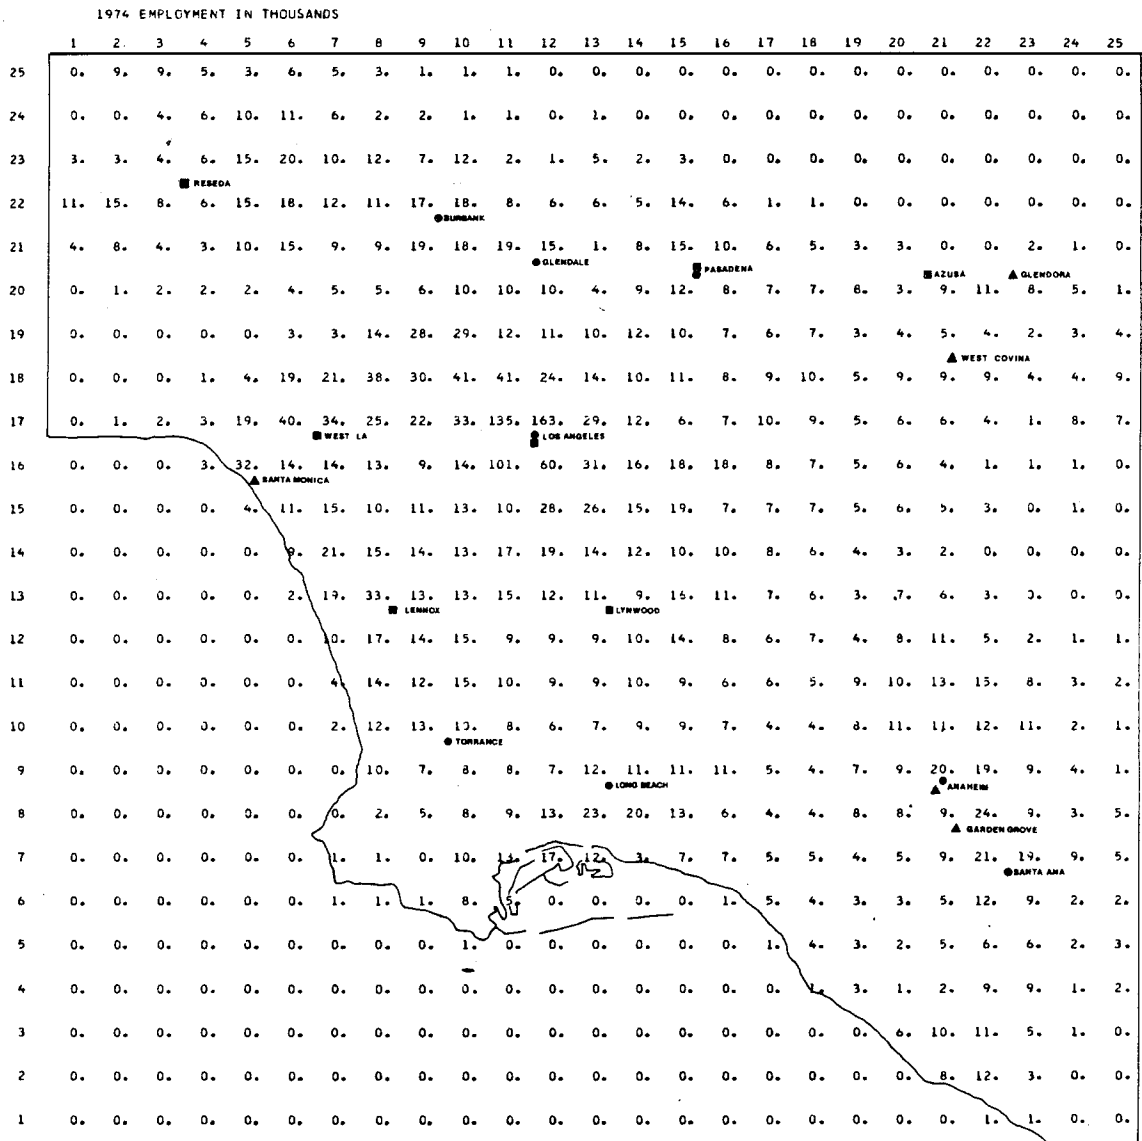 1974 EMPLOYMENT IN THOUSANDS
1 2. 3 4 5 6 7 8 9 10 11 12 13 14 15 16 17 18 19 20 21 22 23 24 25
25 0. 9. 9. 5. 3. 6. 5. 3. 1. 1. 1. 0. 0. 0. 0. 0. 0. 0. 0. 0. 0. 0. 0. 0. 0.
24 0. 0. 4. 6. 10. 11. 6. 2. 2. 1. 1. 0. 1. 0. 0. 0. 0. 0. 0. 0. 0. 0. 0. 0. 0.
23 3. 3. 4. 6. 15. 20. 10. 12. 7. 12. 2. 1. 5. 2. 3. 0. 0. 0. 0. 0. 0. 0. 0. 0. 0.
RESEDA
22 11. 15. 8. 6. 15. 18. 12. 11. 17. 18. 8. 6. 6. 5. 14. 6. 1. 1. 0. 0. 0. 0. 0. 0. 0.
BURBANK
21 4. 8. 4. 3. 10. 15. 9. 9. 19. 18. 19. 15. 1. 8. 15. 10. 6. 5. 3. 3. 0. 0. 2. 1. 0.
GLENDALE PASADENA AZUSA GLENDORA
20 0. 1. 2. 2. 2. 4. 5. 5. 6. 10. 10. 10. 4. 9. 12. 8. 7. 7. 8. 3. 9. 11. 8. 5. 1.
19 0. 0. 0. 0. 0. 3. 3. 14. 28. 29. 12. 11. 10. 12. 10. 7. 6. 7. 3. 4. 5. 4. 2. 3. 4.
WEST COVINA
18 0. 0. 0. 1. 4. 19. 21. 38. 30. 41. 41. 24. 14. 10. 11. 8. 9. 10. 5. 9. 9. 9. 4. 4. 9.
17 0. 1. 2. 3. 19. 40. 34. 25. 22. 33. 135. 163. 29. 12. 6. 7. 10. 9. 5. 6. 6. 4. 1. 8. 7.
WEST LA LOS ANGELES
16 0. 0. 0. 3. 32. 14. 14. 13. 9. 14. 101. 60. 31. 16. 18. 18. 8. 7. 5. 6. 4. 1. 1. 1. 0.
SANTA MONICA
15 0. 0. 0. 0. 4. 11. 15. 10. 11. 13. 10. 28. 26. 15. 19. 7. 7. 7. 5. 6. 5. 3. 0. 1. 0.
14 0. 0. 0. 0. 0. 9. 21. 15. 14. 13. 17. 19. 14. 12. 10. 10. 8. 6. 4. 3. 2. 0. 0. 0. 0.
13 0. 0. 0. 0. 0. 2. 19. 33. 13. 13. 15. 12. 11. 9. 16. 11. 7. 6. 3. 7. 6. 3. 0. 0. 0.
LENNOX LYNWOOD
12 0. 0. 0. 0. 0. 0. 10. 17. 14. 15. 9. 9. 9. 10. 14. 8. 6. 7. 4. 8. 11. 5. 2. 1. 1.
11 0. 0. 0. 0. 0. 0. 4. 14. 12. 15. 10. 9. 9. 10. 9. 6. 6. 5. 9. 10. 13. 15. 8. 3. 2.
10 0. 0. 0. 0. 0. 0. 2. 12. 13. 10. 8. 6. 7. 9. 9. 7. 4. 4. 8. 11. 11. 12. 11. 2. 1.
TORRANCE
9 0. 0. 0. 0. 0. 0. 0. 10. 7. 8. 8. 7. 12. 11. 11. 11. 5. 4. 7. 9. 20. 19. 9. 4. 1.
LONG BEACH ANAHEIM
8 0. 0. 0. 0. 0. 0. 0. 2. 5. 8. 9. 13. 23. 20. 13. 6. 4. 4. 8. 8. 9. 24. 9. 3. 5.
GARDEN GROVE
7 0. 0. 0. 0. 0. 0. 1. 1. 0. 10. 13. 17. 12. 3. 7. 7. 5. 5. 4. 5. 9. 21. 19. 9. 5.
SANTA ANA
6 0. 0. 0. 0. 0. 0. 1. 1. 1. 8. 5. 0. 0. 0. 0. 1. 5. 4. 3. 3. 5. 12. 9. 2. 2.
5 0. 0. 0. 0. 0. 0. 0. 0. 0. 1. 0. 0. 0. 0. 0. 0. 1. 4. 3. 2. 5. 6. 6. 2. 3.
4 0. 0. 0. 0. 0. 0. 0. 0. 0. 0. 0. 0. 0. 0. 0. 0. 0. 1. 3. 1. 2. 9. 9. 1. 2.
3 0. 0. 0. 0. 0. 0. 0. 0. 0. 0. 0. 0. 0. 0. 0. 0. 0. 0. 0. 6. 10. 11. 5. 1. 0.
2 0. 0. 0. 0. 0. 0. 0. 0. 0. 0. 0. 0. 0. 0. 0. 0. 0. 0. 0. 0. 8. 12. 3. 0. 0.
1 0. 0. 0. 0. 0. 0. 0. 0. 0. 0. 0. 0. 0. 0. 0. 0. 0. 0. 0. 0. 0. 1. 1. 0. 0.